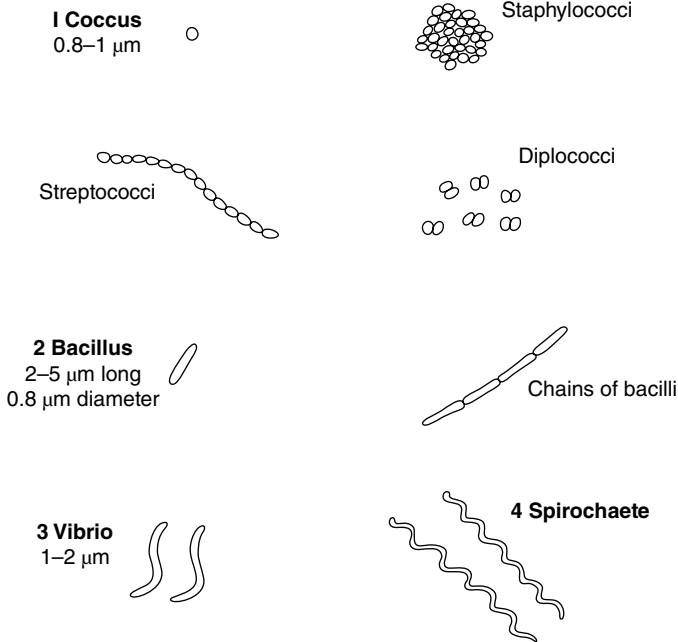 I Coccus
0.8–1 μm
Staphylococci
Streptococci
Diplococci
2 Bacillus
2–5 μm long
0.8 μm diameter
Chains of bacilli
3 Vibrio
1–2 μm
4 Spirochaete